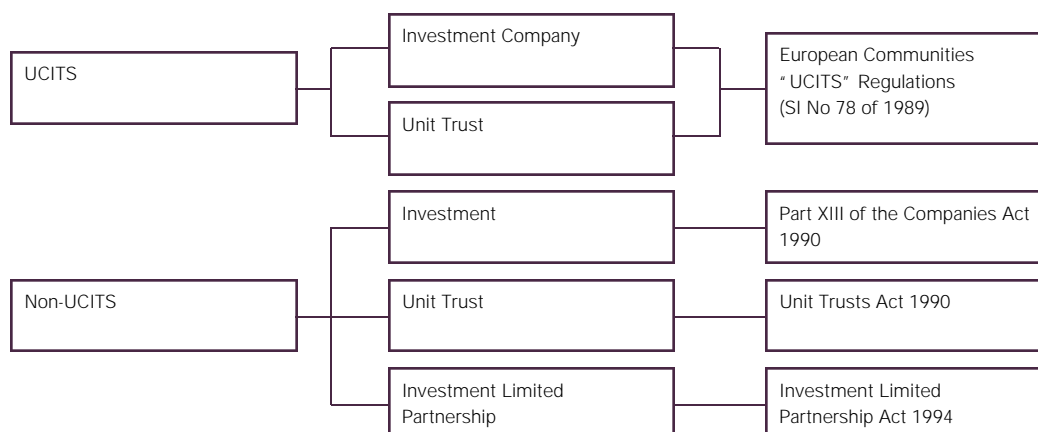 UCITS
Investment Company
Unit Trust
European Communities
“UCITS” Regulations
(SI No 78 of 1989)
Non-UCITS
Investment
Part XIII of the Companies Act
1990
Unit Trust
Unit Trusts Act 1990
Investment Limited
Partnership
Investment Limited
Partnership Act 1994